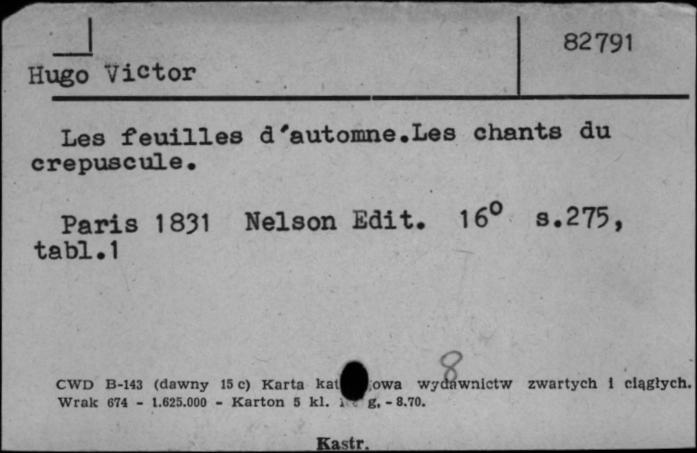 82791
Hugo Victor
Les feuilles d'automne.Les chants du
crepuscule.
Paris 1831 Nelson Edit. 16⁰ s.275,
tabl.1
8
CWD B-143 (dawny 15 c) Karta kat owa wydawnictw zwartych i ciągłych.
Wrak 674 - 1.625.000 - Karton 5 kl. g. - 8.70.
Kastr.